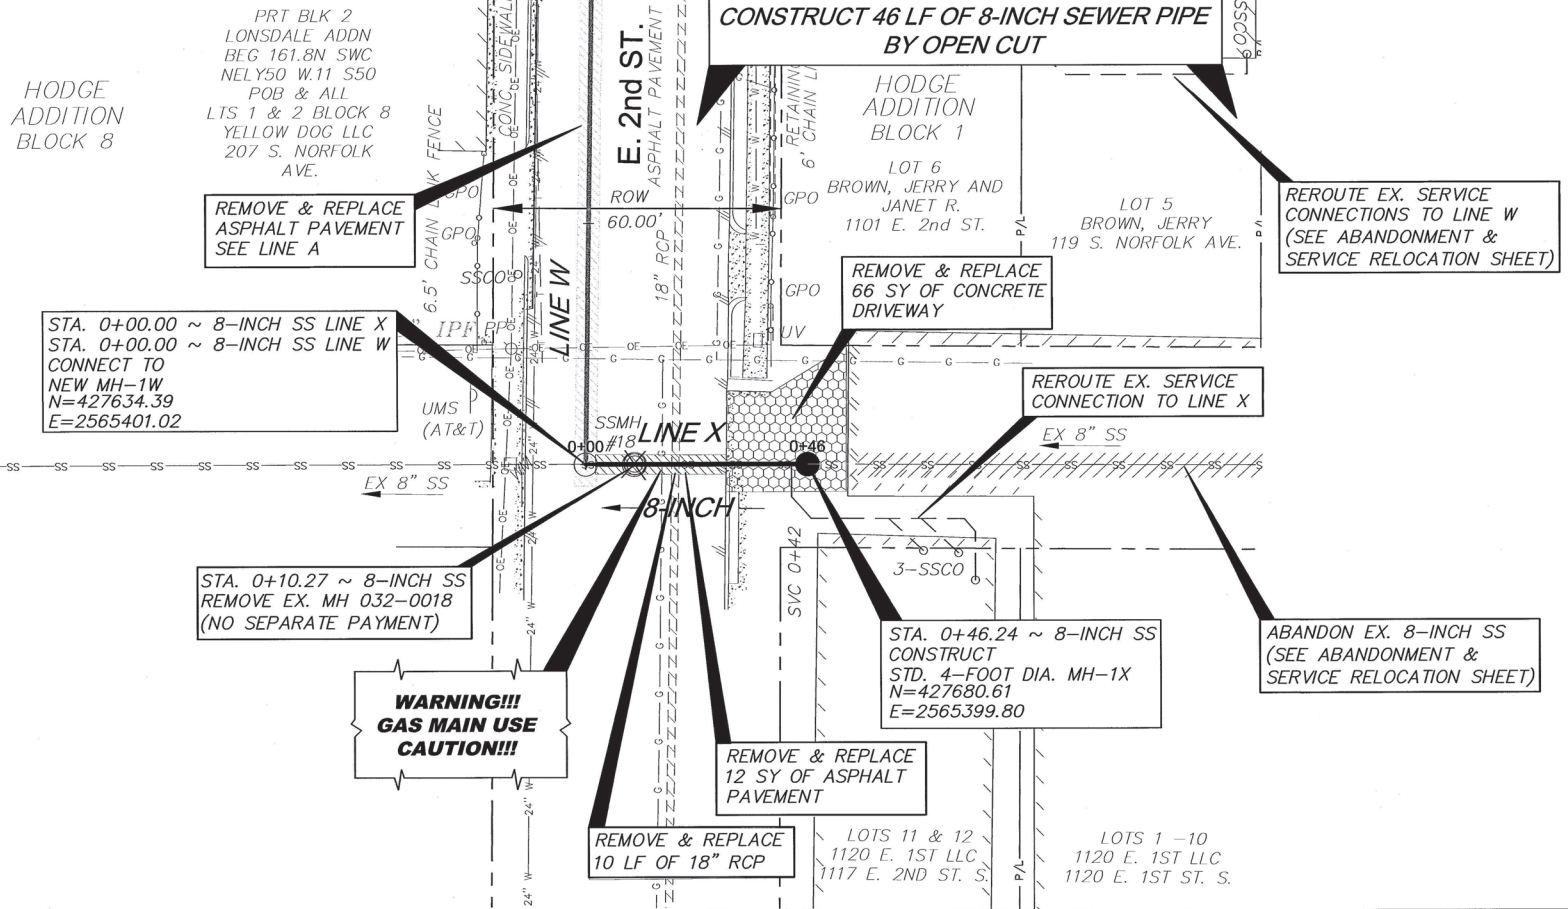 PRT BLK 2
LONSDALE ADDN
BEG 161.8N SWC
NELY50 W.11 S50
POB & ALL
LTS 1 & 2 BLOCK 8
YELLOW DOG LLC
207 S. NORFOLK
AVE.
HODGE
ADDITION
BLOCK 8
CONSTRUCT 46 LF OF 8-INCH SEWER PIPE
BY OPEN CUT
E. 2nd ST.
ASPHALT PAVEMENT
CONC SIDEWALK
6.5' CHAIN LINK FENCE
RETAINING
6' CHAIN LI
SSCO
HODGE
ADDITION
BLOCK 1
LOT 6
BROWN, JERRY AND
JANET R.
1101 E. 2nd ST.
LOT 5
BROWN, JERRY
119 S. NORFOLK AVE.
P/L
REROUTE EX. SERVICE
CONNECTIONS TO LINE W
(SEE ABANDONMENT &
SERVICE RELOCATION SHEET)
REMOVE & REPLACE
ASPHALT PAVEMENT
SEE LINE A
GPO
GPO
GPO
GPO
ROW
60.00'
18" RCP
LINE W
SSCO
IPF
PP
UV
REMOVE & REPLACE
66 SY OF CONCRETE
DRIVEWAY
STA. 0+00.00 ~ 8-INCH SS LINE X
STA. 0+00.00 ~ 8-INCH SS LINE W
CONNECT TO
NEW MH-1W
N=427634.39
E=2565401.02
UMS
(AT&T)
REROUTE EX. SERVICE
CONNECTION TO LINE X
SSMH
#18
LINE X
0+00
0+46
EX 8" SS
EX 8" SS
8-INCH
SVC 0+42
3-SSCO
STA. 0+10.27 ~ 8-INCH SS
REMOVE EX. MH 032-0018
(NO SEPARATE PAYMENT)
STA. 0+46.24 ~ 8-INCH SS
CONSTRUCT
STD. 4-FOOT DIA. MH-1X
N=427680.61
E=2565399.80
ABANDON EX. 8-INCH SS
(SEE ABANDONMENT &
SERVICE RELOCATION SHEET)
WARNING!!!
GAS MAIN USE
CAUTION!!!
REMOVE & REPLACE
12 SY OF ASPHALT
PAVEMENT
REMOVE & REPLACE
10 LF OF 18" RCP
LOTS 11 & 12
1120 E. 1ST LLC
1117 E. 2ND ST. S.
P/L
LOTS 1 -10
1120 E. 1ST LLC
1120 E. 1ST ST. S.